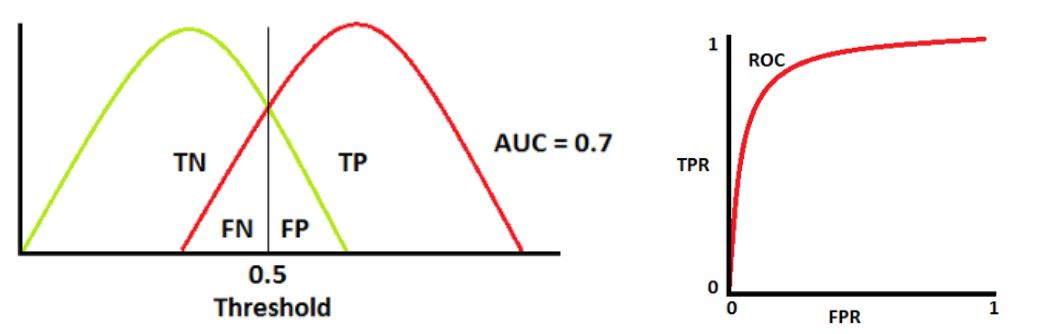 TN
TP
FN
FP
0.5
Threshold
AUC = 0.7
1
ROC
TPR
0
0
FPR
1